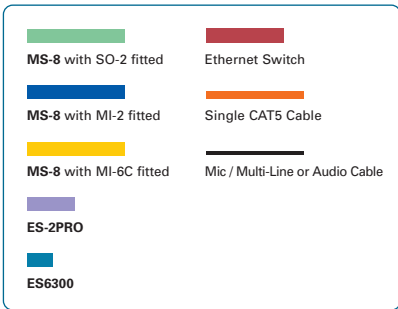 MS-8 with SO-2 fitted
Ethernet Switch
MS-8 with MI-2 fitted
Single CAT5 Cable
MS-8 with MI-6C fitted
Mic / Multi-Line or Audio Cable
ES-2PRO
ES6300